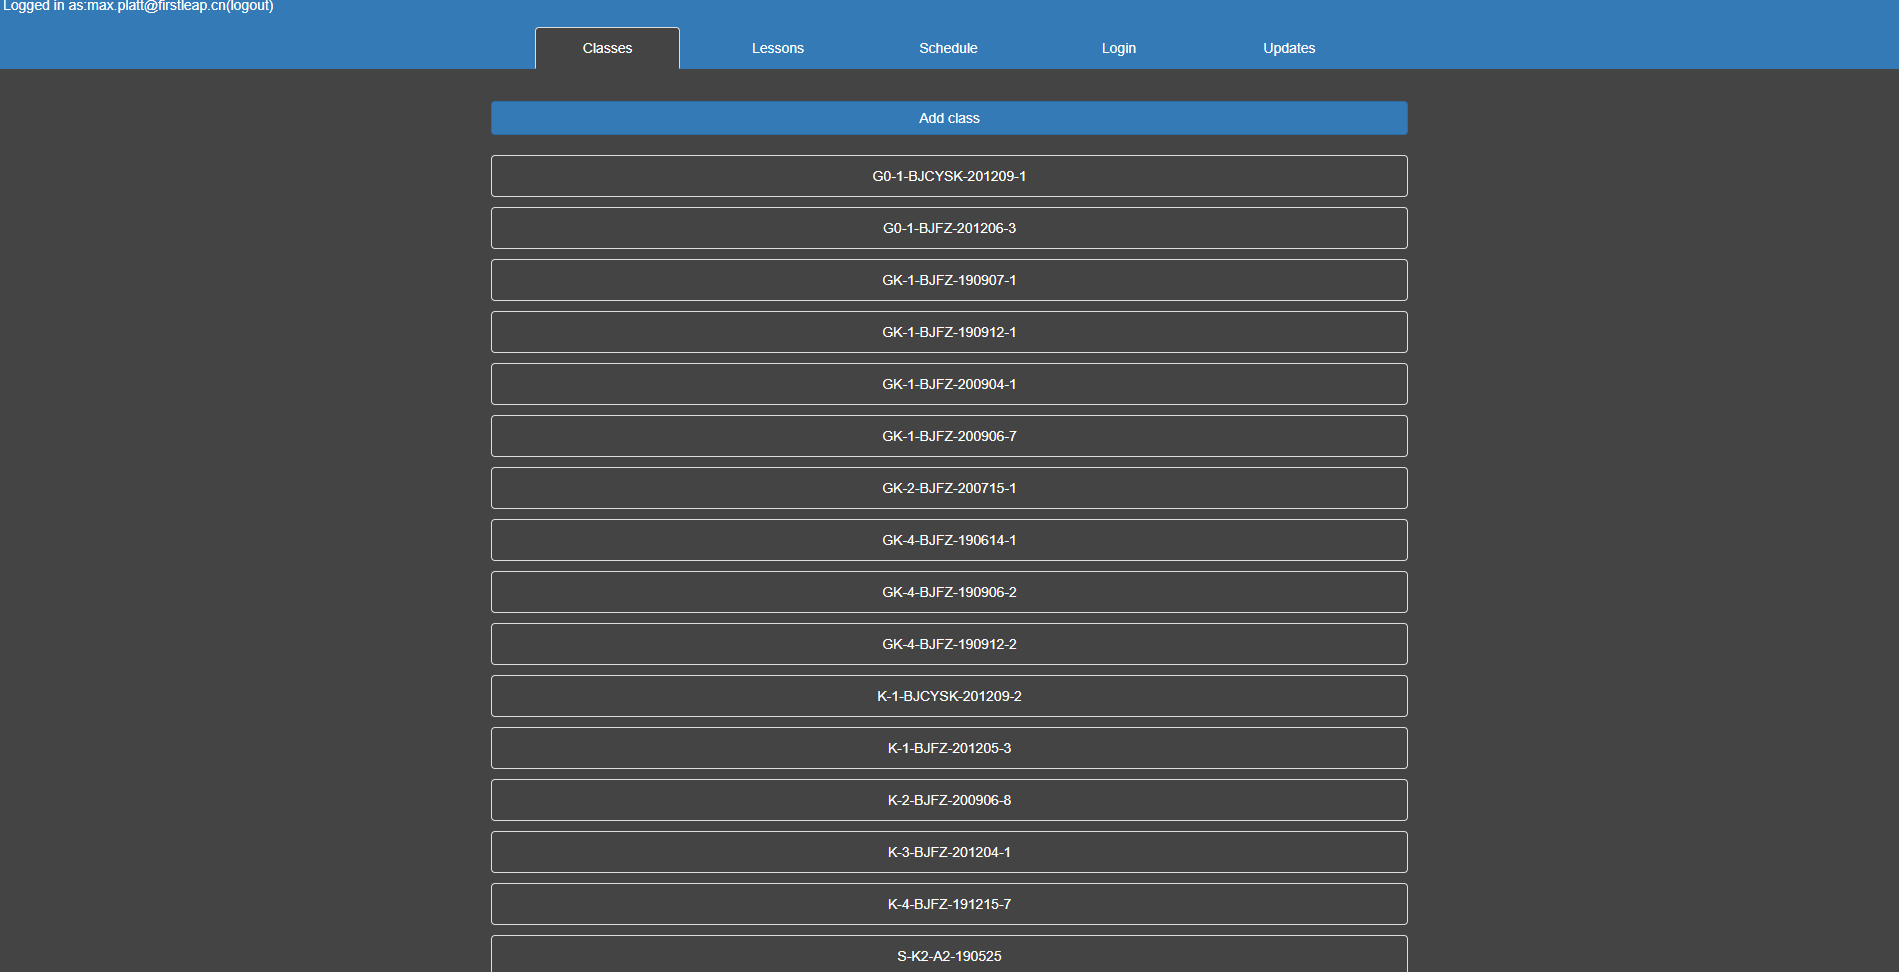 Logged in as:max.platt@firstleap.cn(logout)
Classes Lessons Schedule Login Updates
Add class
G0-1-BJCYSK-201209-1
G0-1-BJFZ-201206-3
GK-1-BJFZ-190907-1
GK-1-BJFZ-190912-1
GK-1-BJFZ-200904-1
GK-1-BJFZ-200906-7
GK-2-BJFZ-200715-1
GK-4-BJFZ-190614-1
GK-4-BJFZ-190906-2
GK-4-BJFZ-190912-2
K-1-BJCYSK-201209-2
K-1-BJFZ-201205-3
K-2-BJFZ-200906-8
K-3-BJFZ-201204-1
K-4-BJFZ-191215-7
S-K2-A2-190525